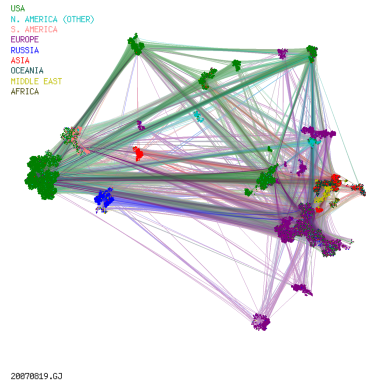 USA
N. AMERICA (OTHER)
S. AMERICA
EUROPE
RUSSIA
ASIA
OCEANIA
MIDDLE EAST
AFRICA
20070819.GJ